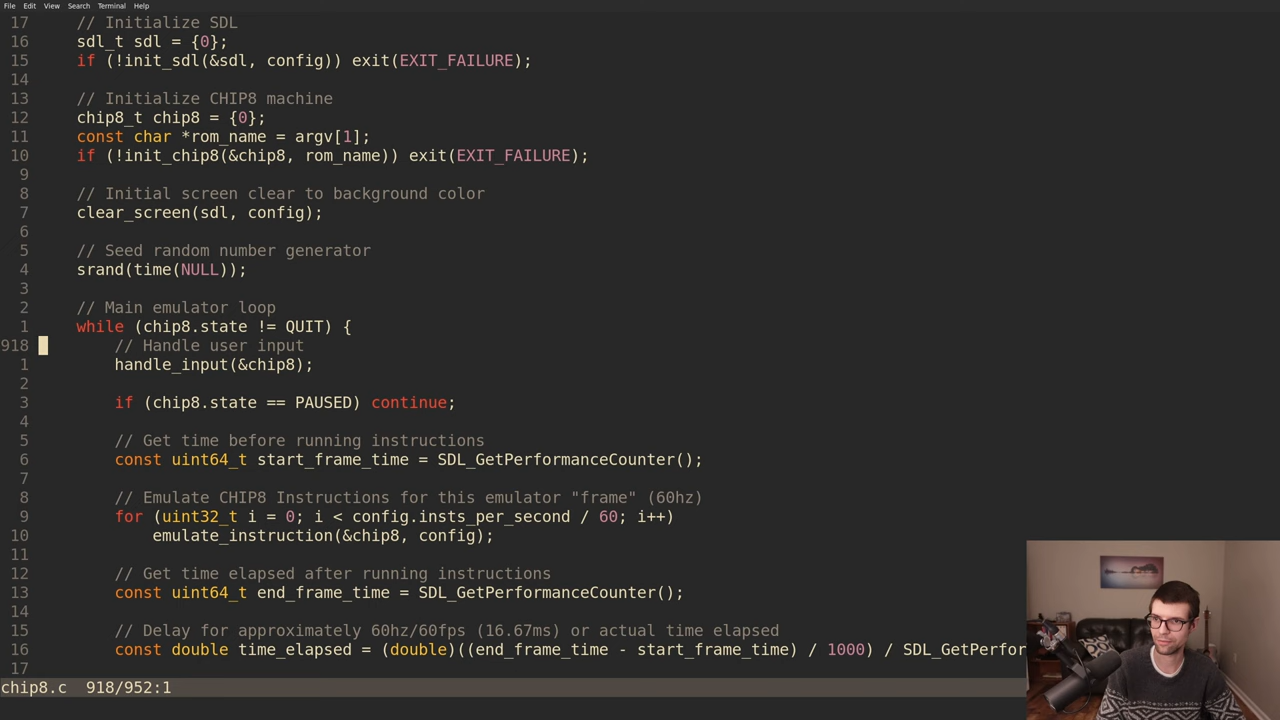 File Edit View Search Terminal Help
17 // Initialize SDL
16 sdl_t sdl = {0};
15 if (!init_sdl(&sdl, config)) exit(EXIT_FAILURE);
14
13 // Initialize CHIP8 machine
12 chip8_t chip8 = {0};
11 const char *rom_name = argv[1];
10 if (!init_chip8(&chip8, rom_name)) exit(EXIT_FAILURE);
9
8 // Initial screen clear to background color
7 clear_screen(sdl, config);
6
5 // Seed random number generator
4 srand(time(NULL));
3
2 // Main emulator loop
1 while (chip8.state != QUIT) {
918 // Handle user input
1 handle_input(&chip8);
2
3 if (chip8.state == PAUSED) continue;
4
5 // Get time before running instructions
6 const uint64_t start_frame_time = SDL_GetPerformanceCounter();
7
8 // Emulate CHIP8 Instructions for this emulator "frame" (60hz)
9 for (uint32_t i = 0; i < config.insts_per_second / 60; i++)
10 emulate_instruction(&chip8, config);
11
12 // Get time elapsed after running instructions
13 const uint64_t end_frame_time = SDL_GetPerformanceCounter();
14
15 // Delay for approximately 60hz/60fps (16.67ms) or actual time elapsed
16 const double time_elapsed = (double)((end_frame_time - start_frame_time) / 1000) / SDL_GetPerfor
17
chip8.c 918/952:1